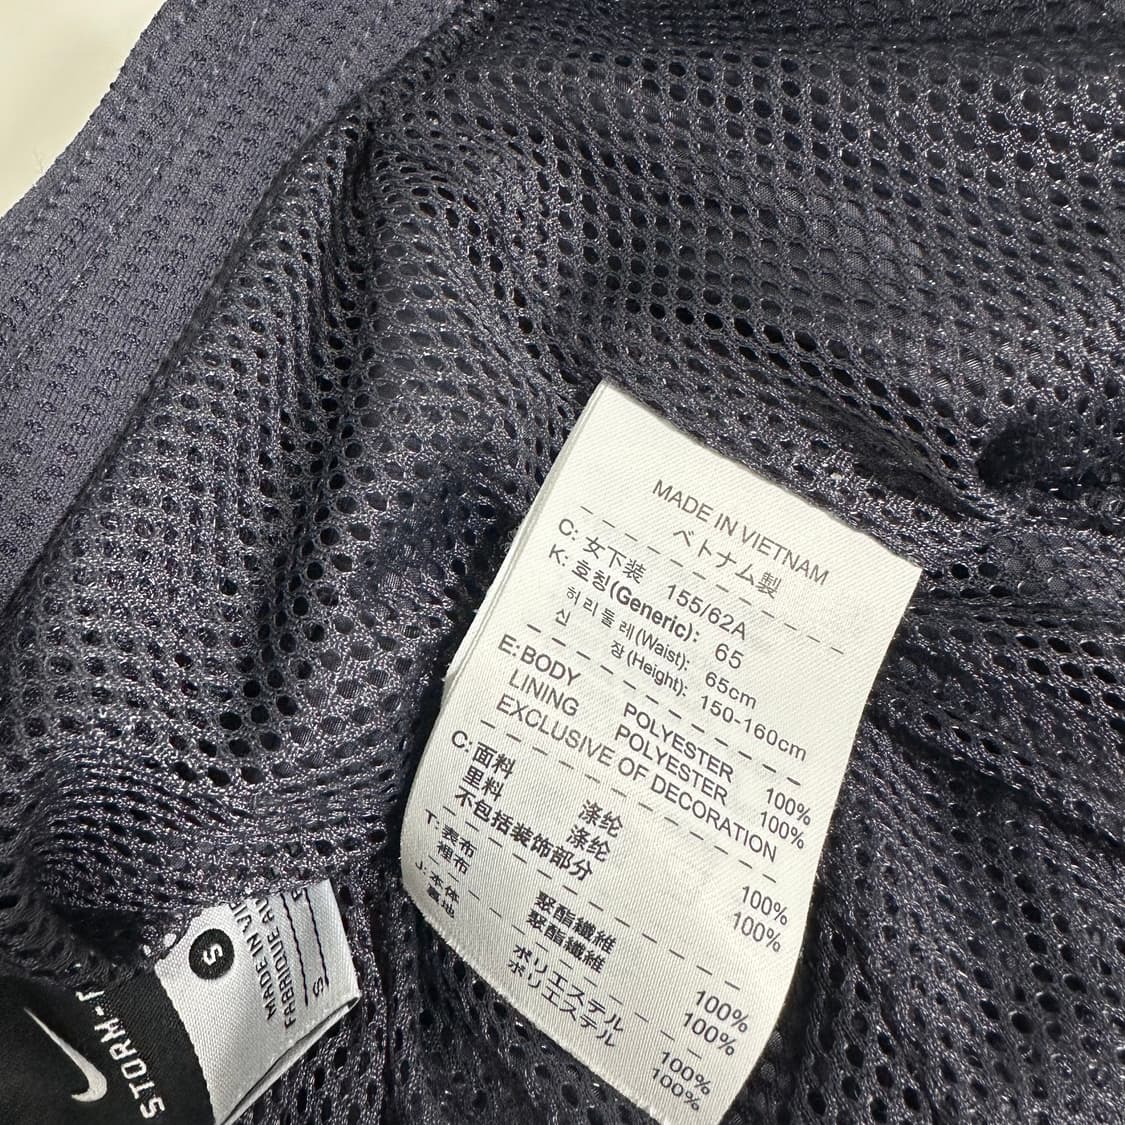 MADE IN VIETNAM
ベトナム製
C: 女下装 155/62A
K: 호칭(Generic): 65
허리둘레(Waist): 65cm
신 장(Height): 150-160cm
E:BODY POLYESTER 100%
LINING POLYESTER 100%
EXCLUSIVE OF DECORATION
C:面料 涤纶 100%
里料 涤纶 100%
不包括装饰部分
T:表布 聚酯纖維 100%
裡布 聚酯纖維 100%
J:本体 ポリエステル 100%
裏地 ポリエステル 100%
S
MADE IN
FABRIQUE AU
S
STORM-F